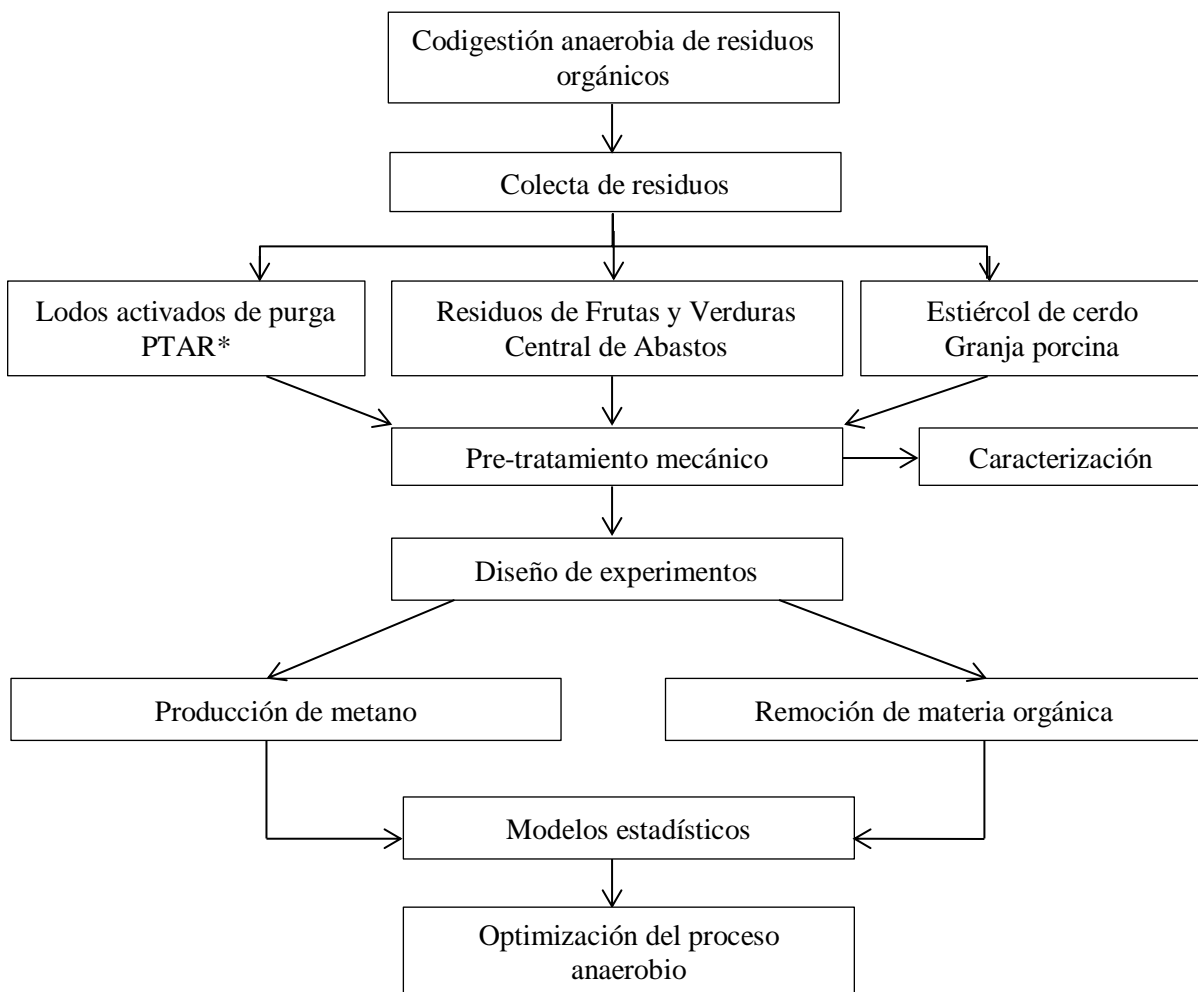 Codigestión anaerobia de residuos
orgánicos
Colecta de residuos
Lodos activados de purga
PTAR*
Residuos de Frutas y Verduras
Central de Abastos
Estiércol de cerdo
Granja porcina
Pre-tratamiento mecánico
Caracterización
Diseño de experimentos
Producción de metano
Remoción de materia orgánica
Modelos estadísticos
Optimización del proceso
anaerobio